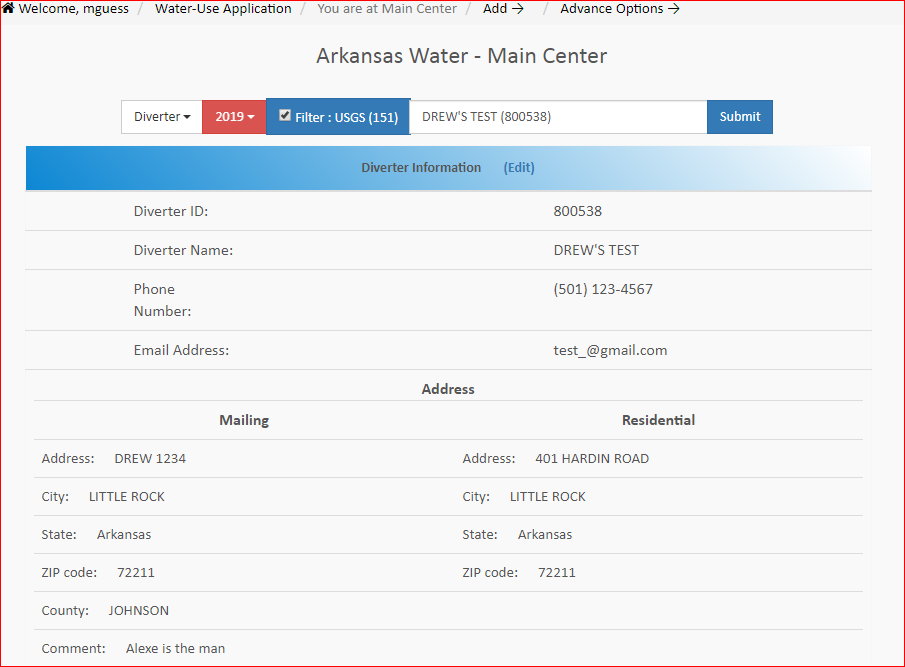 Welcome, mguess / Water-Use Application / You are at Main Center / Add → / Advance Options →
Arkansas Water - Main Center
Diverter 2019 Filter : USGS (151) DREW'S TEST (800538) Submit
Diverter Information (Edit)
Diverter ID: 800538
Diverter Name: DREW'S TEST
Phone (501) 123-4567
Number:
Email Address: test_@gmail.com
Address
Mailing Residential
Address: DREW 1234 Address: 401 HARDIN ROAD
City: LITTLE ROCK City: LITTLE ROCK
State: Arkansas State: Arkansas
ZIP code: 72211 ZIP code: 72211
County: JOHNSON
Comment: Alexe is the man